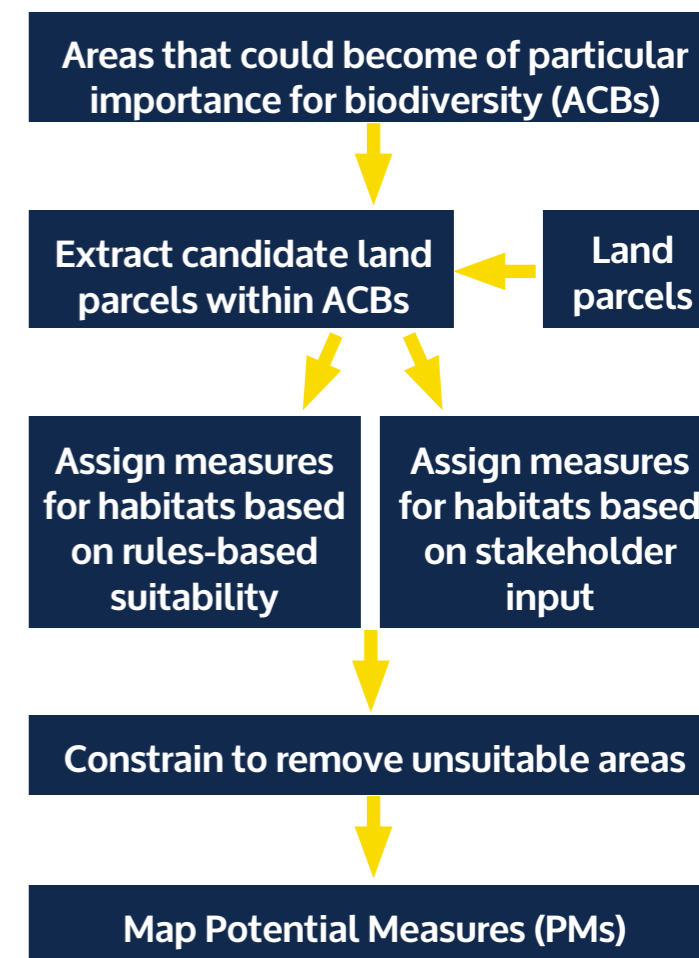 Areas that could become of particular
importance for biodiversity (ACBs)
Extract candidate land
parcels within ACBs
Land
parcels
Assign measures
for habitats based
on rules-based
suitability
Assign measures
for habitats based
on stakeholder
input
Constrain to remove unsuitable areas
Map Potential Measures (PMs)